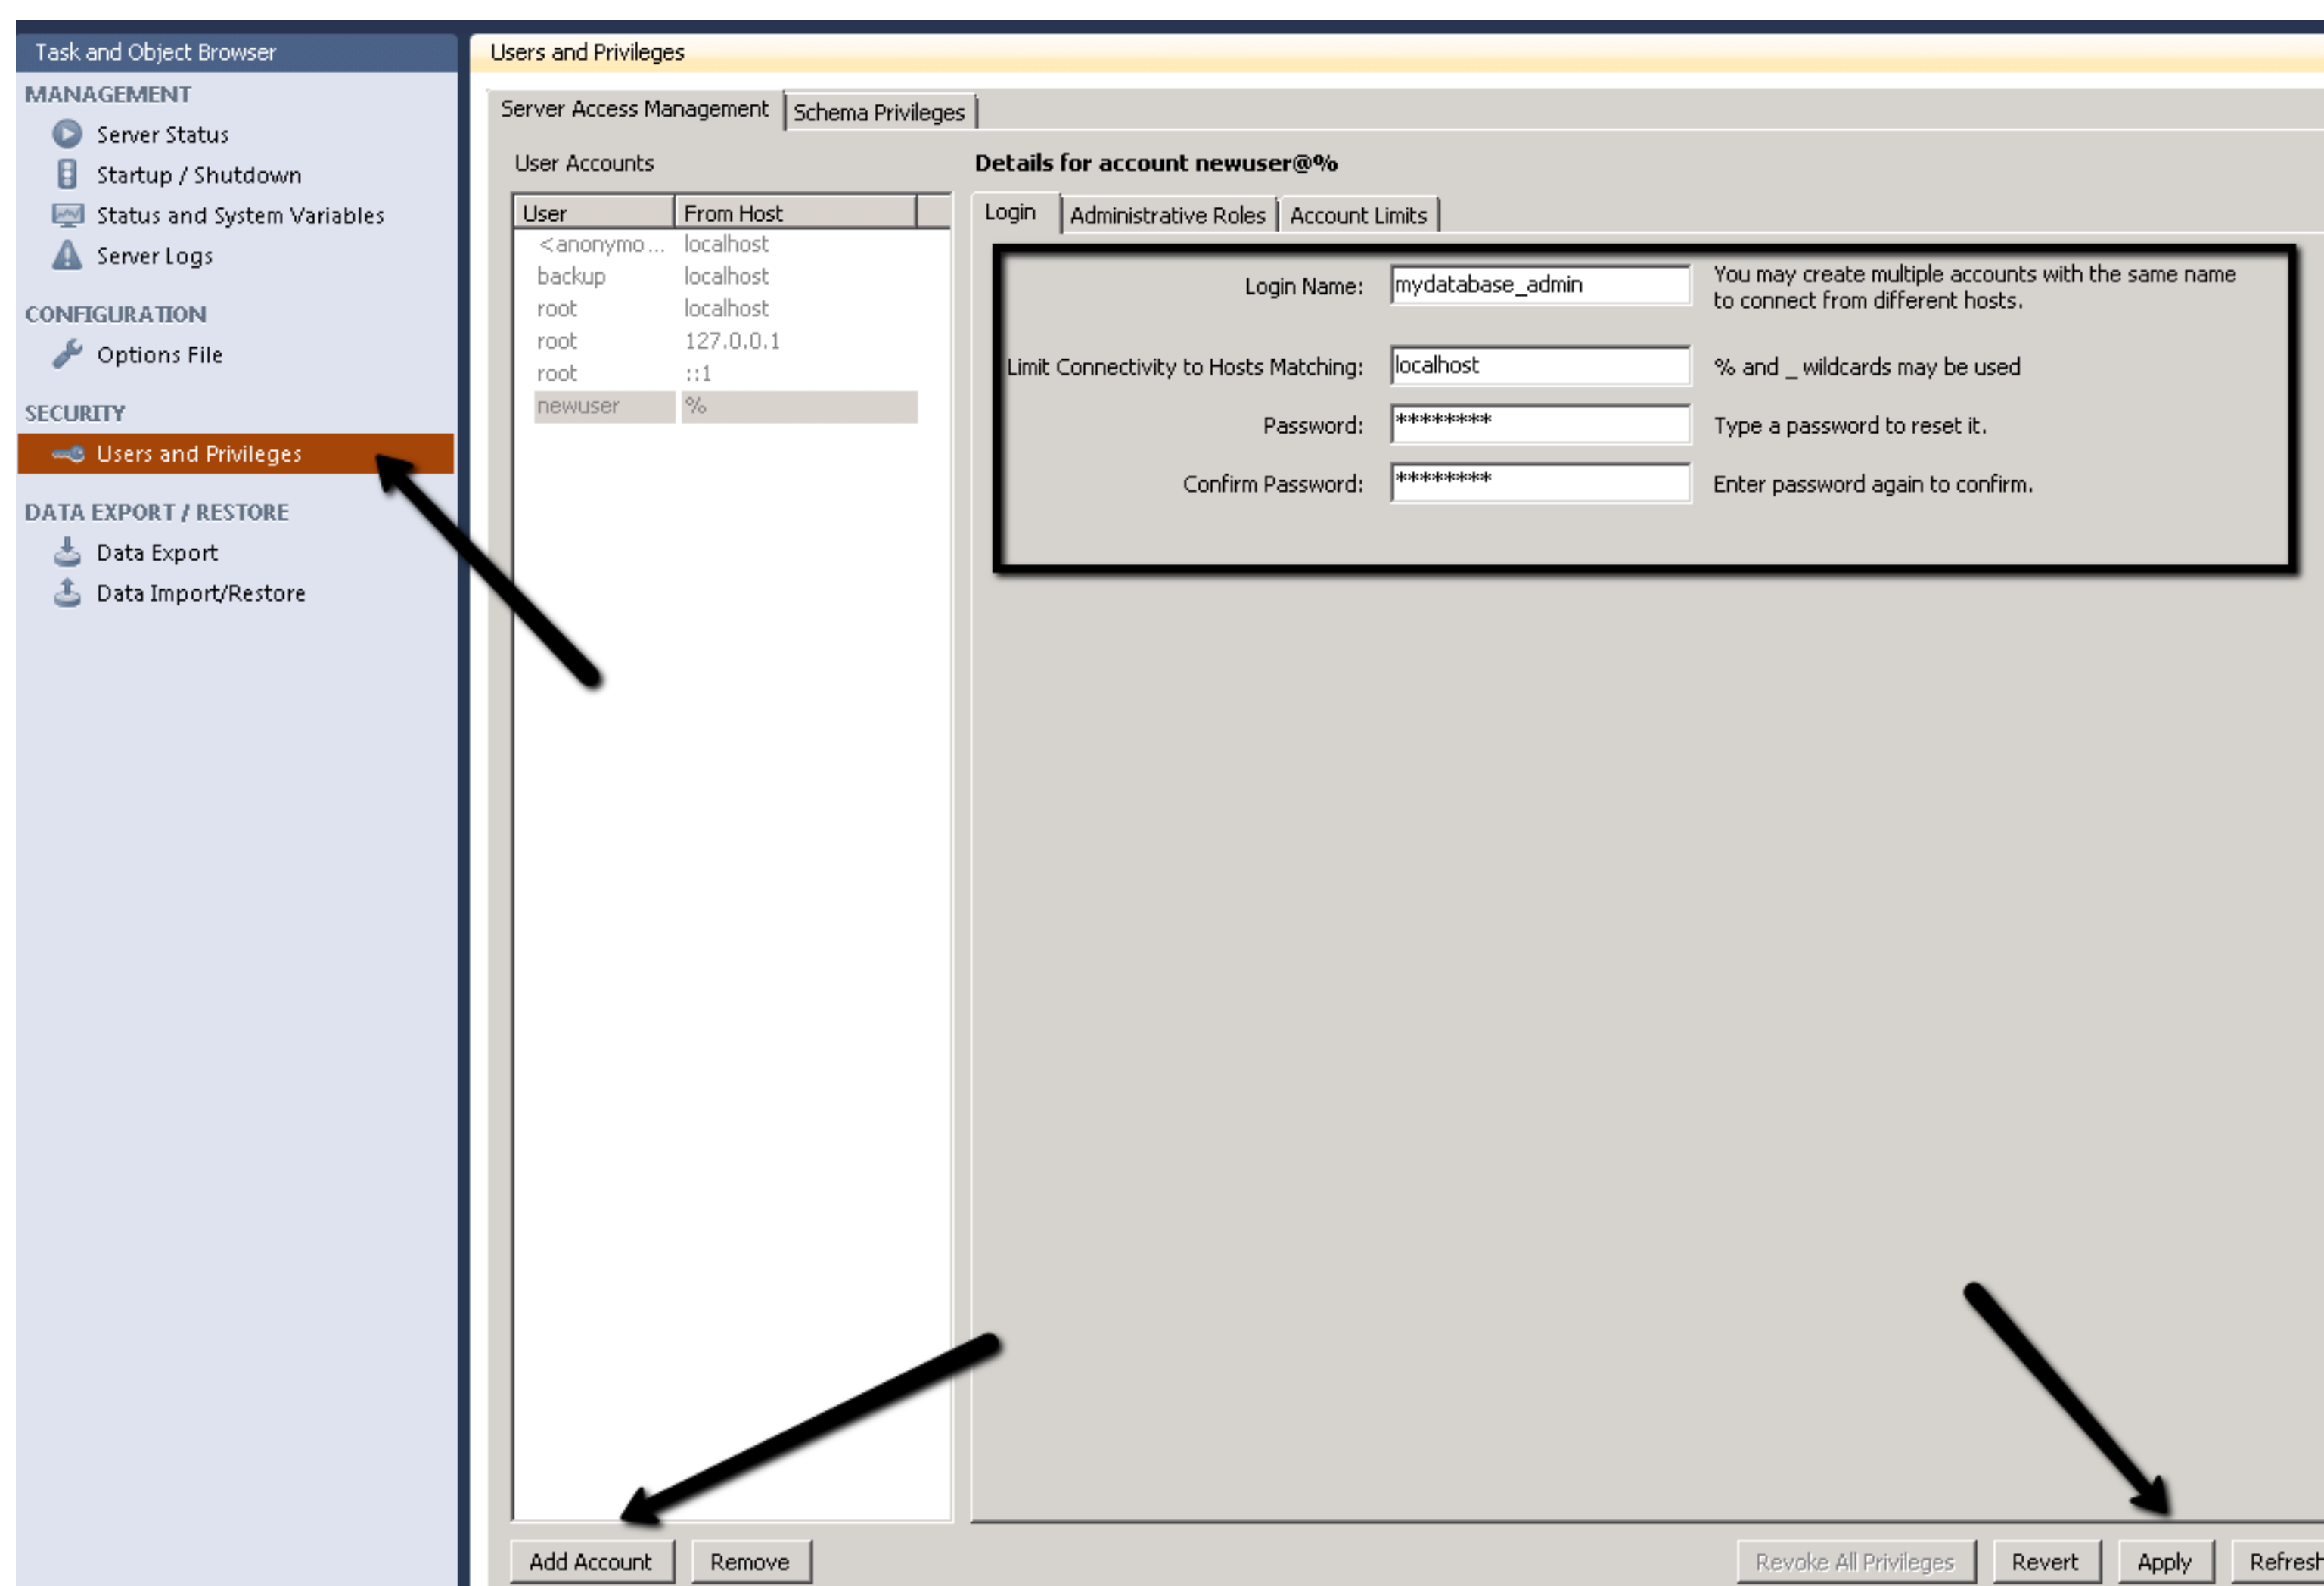 Task and Object Browser
MANAGEMENT
Server Status
Startup / Shutdown
Status and System Variables
Server Logs
CONFIGURATION
Options File
SECURITY
Users and Privileges
DATA EXPORT / RESTORE
Data Export
Data Import/Restore
Users and Privileges
Server Access Management
Schema Privileges
User Accounts
User From Host
<anonymo... localhost
backup localhost
root localhost
root 127.0.0.1
root ::1
newuser %
Add Account
Remove
Details for account newuser@%
Login
Administrative Roles
Account Limits
Login Name: mydatabase_admin You may create multiple accounts with the same name
to connect from different hosts.
Limit Connectivity to Hosts Matching: localhost % and _ wildcards may be used
Password: ******** Type a password to reset it.
Confirm Password: ******** Enter password again to confirm.
Revoke All Privileges
Revert
Apply
Refresh